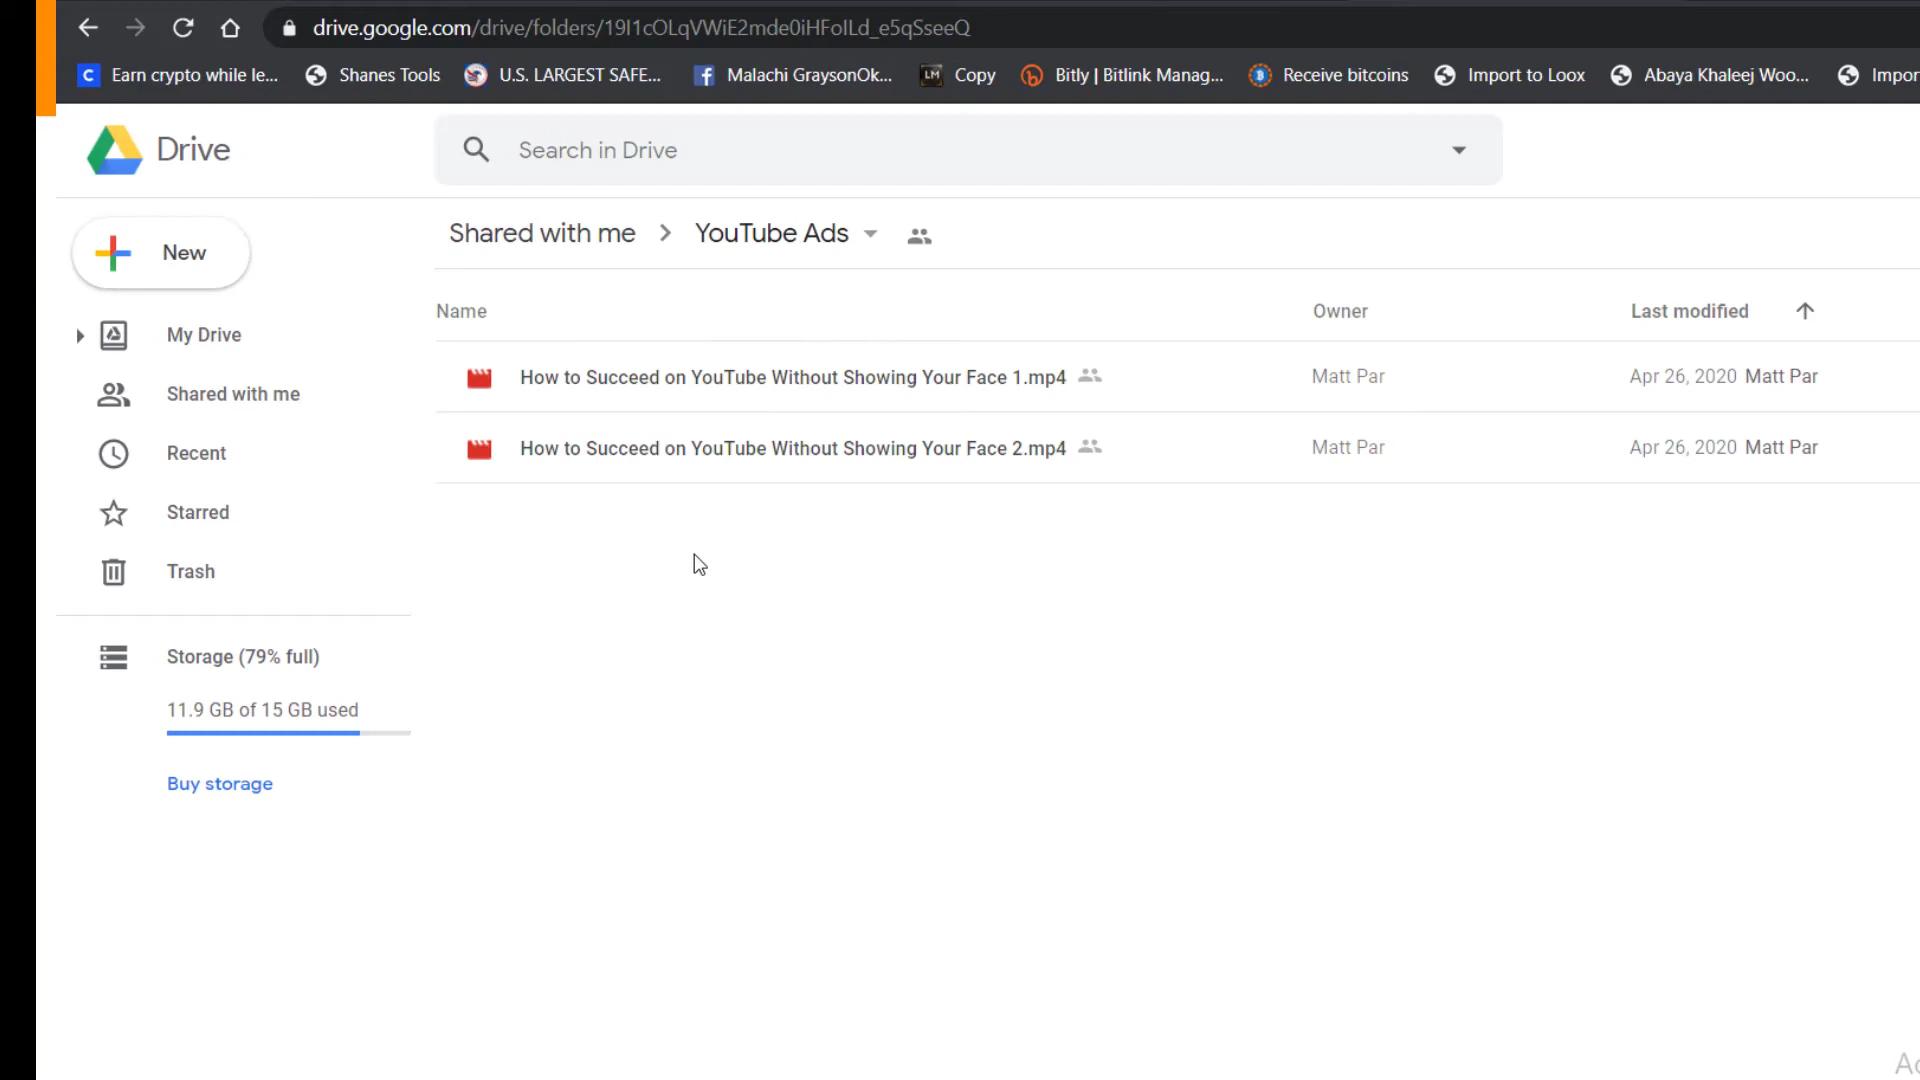 drive.google.com/drive/folders/19I1cOLqVWiE2mde0iHFoILd_e5qSseeQ
C Earn crypto while le... Shanes Tools U.S. LARGEST SAFE... f Malachi GraysonOk... LM Copy Bitly | Bitlink Manag... Receive bitcoins Import to Loox Abaya Khaleej Woo... Impor
Drive
Search in Drive
New
Shared with me > YouTube Ads
Name Owner Last modified
My Drive
How to Succeed on YouTube Without Showing Your Face 1.mp4 Matt Par Apr 26, 2020 Matt Par
Shared with me
How to Succeed on YouTube Without Showing Your Face 2.mp4 Matt Par Apr 26, 2020 Matt Par
Recent
Starred
Trash
Storage (79% full)
11.9 GB of 15 GB used
Buy storage